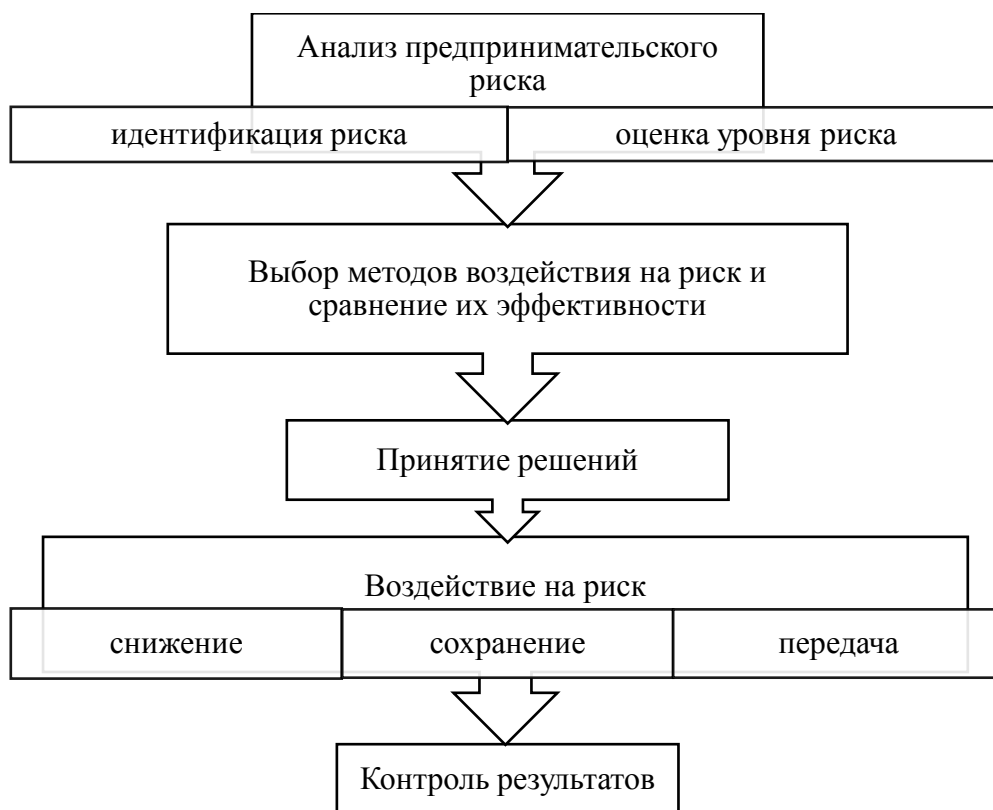 Анализ предпринимательского
риска
идентификация риска
оценка уровня риска
Выбор методов воздействия на риск и
сравнение их эффективности
Принятие решений
Воздействие на риск
снижение
сохранение
передача
Контроль результатов